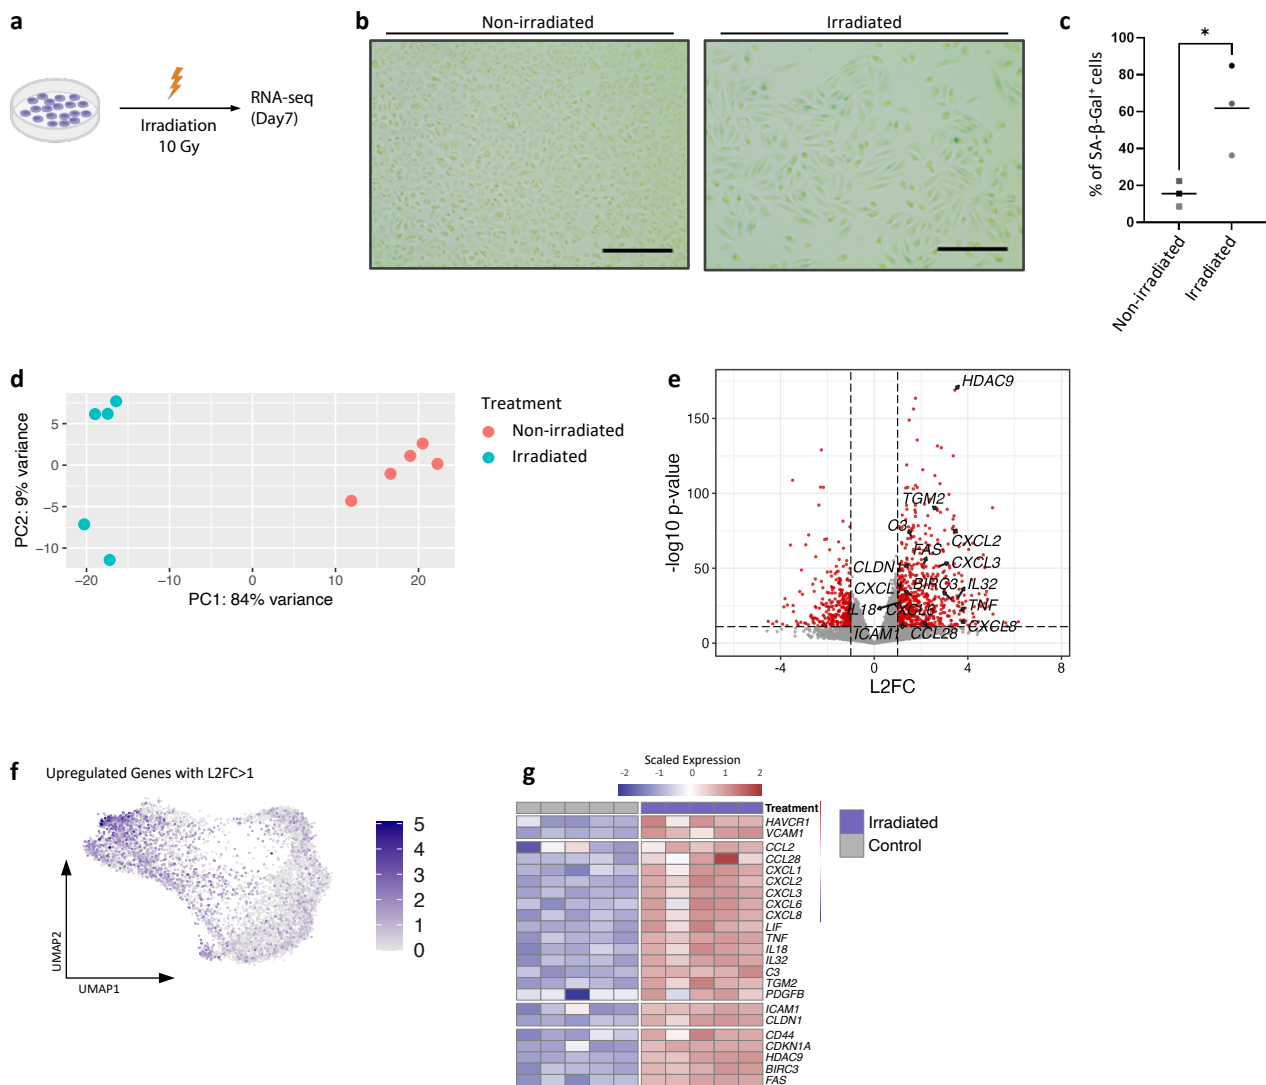 a
Irradiation
10 Gy
RNA-seq
(Day7)
b
Non-irradiated
Irradiated
c
% of SA-β-Gal+ cells
100
80
60
40
20
0
*
Non-irradiated
Irradiated
d
PC2: 9% variance
5
0
−5
−10
−20
−10
0
10
20
PC1: 84% variance
Treatment
Non-irradiated
Irradiated
e
-log10 p-value
150
100
50
0
HDAC9
TGM2
C3
CXCL2
FAS
CLDN1
CXCL3
CXCL
BIRC3
IL32
IL18
CXCL6
TNF
ICAM1
CCL28
CXCL8
-4
0
4
8
L2FC
f
Upregulated Genes with L2FC>1
UMAP2
UMAP1
5
4
3
2
1
0
g
Scaled Expression
-2
-1
0
1
2
Treatment
HAVCR1
VCAM1
CCL2
CCL28
CXCL1
CXCL2
CXCL3
CXCL6
CXCL8
LIF
TNF
IL18
IL32
C3
TGM2
PDGFB
ICAM1
CLDN1
CD44
CDKN1A
HDAC9
BIRC3
FAS
Irradiated
Control